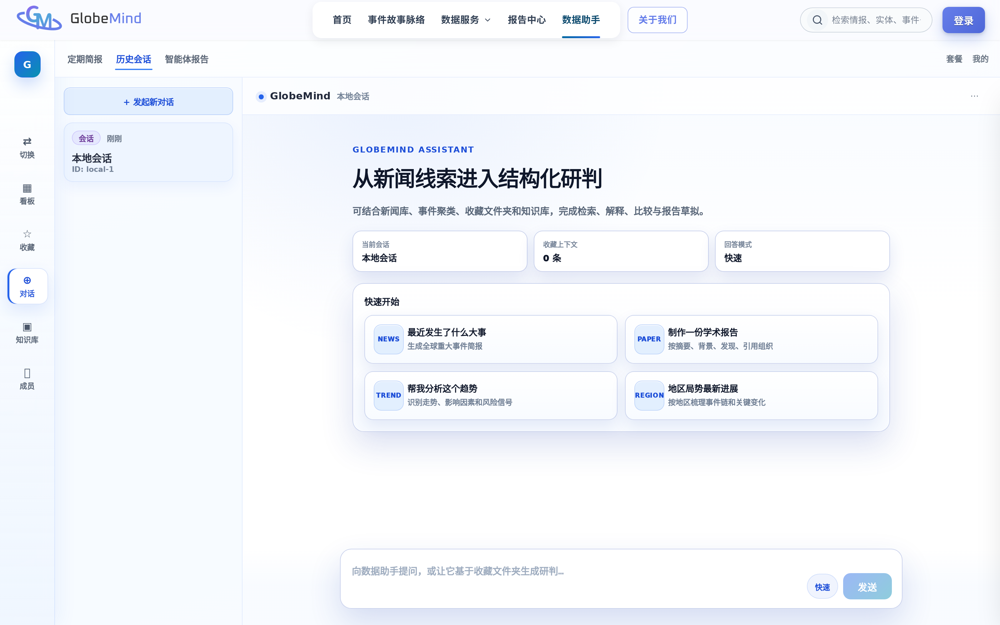 GM GlobeMind
首页 事件故事脉络 数据服务 报告中心 数据助手 关于我们
检索情报、实体、事件
登录
G
定期简报 历史会话 智能体报告
套餐 我的
切换
看板
收藏
对话
知识库
成员
+ 发起新对话
会话 刚刚
本地会话
ID: local-1
GlobeMind 本地会话
...
GLOBEMIND ASSISTANT
从新闻线索进入结构化研判
可结合新闻库、事件聚类、收藏文件夹和知识库，完成检索、解释、比较与报告草拟。
当前会话
本地会话
收藏上下文
0 条
回答模式
快速
快速开始
NEWS
最近发生了什么大事
生成全球重大事件简报
PAPER
制作一份学术报告
按摘要、背景、发现、引用组织
TREND
帮我分析这个趋势
识别走势、影响因素和风险信号
REGION
地区局势最新进展
按地区梳理事件链和关键变化
向数据助手提问，或让它基于收藏文件夹生成研判...
快速
发送